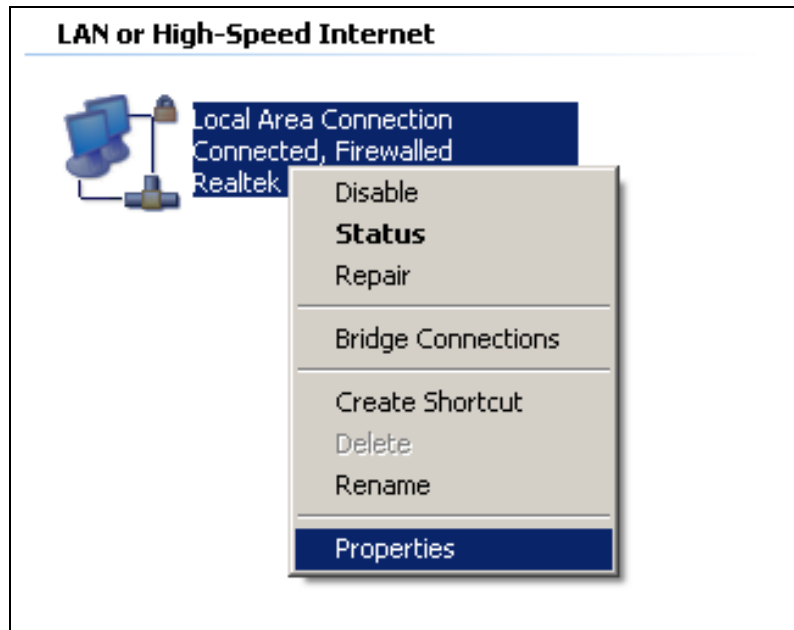 LAN or High-Speed Internet
Local Area Connection
Connected, Firewalled
Realtek
Disable
Status
Repair
Bridge Connections
Create Shortcut
Delete
Rename
Properties